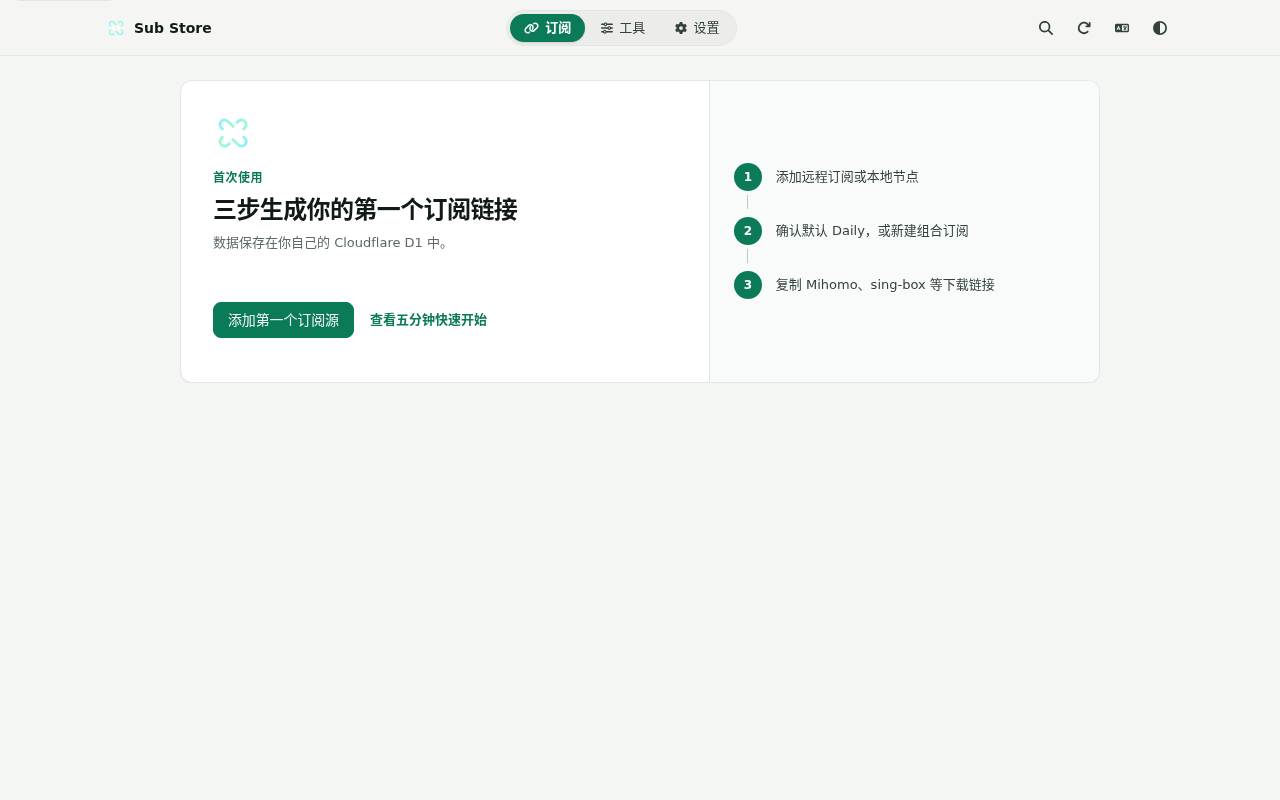 Sub Store
订阅
工具
设置
首次使用
三步生成你的第一个订阅链接
数据保存在你自己的 Cloudflare D1 中。
添加第一个订阅源
查看五分钟快速开始
1 添加远程订阅或本地节点
2 确认默认 Daily，或新建组合订阅
3 复制 Mihomo、sing-box 等下载链接